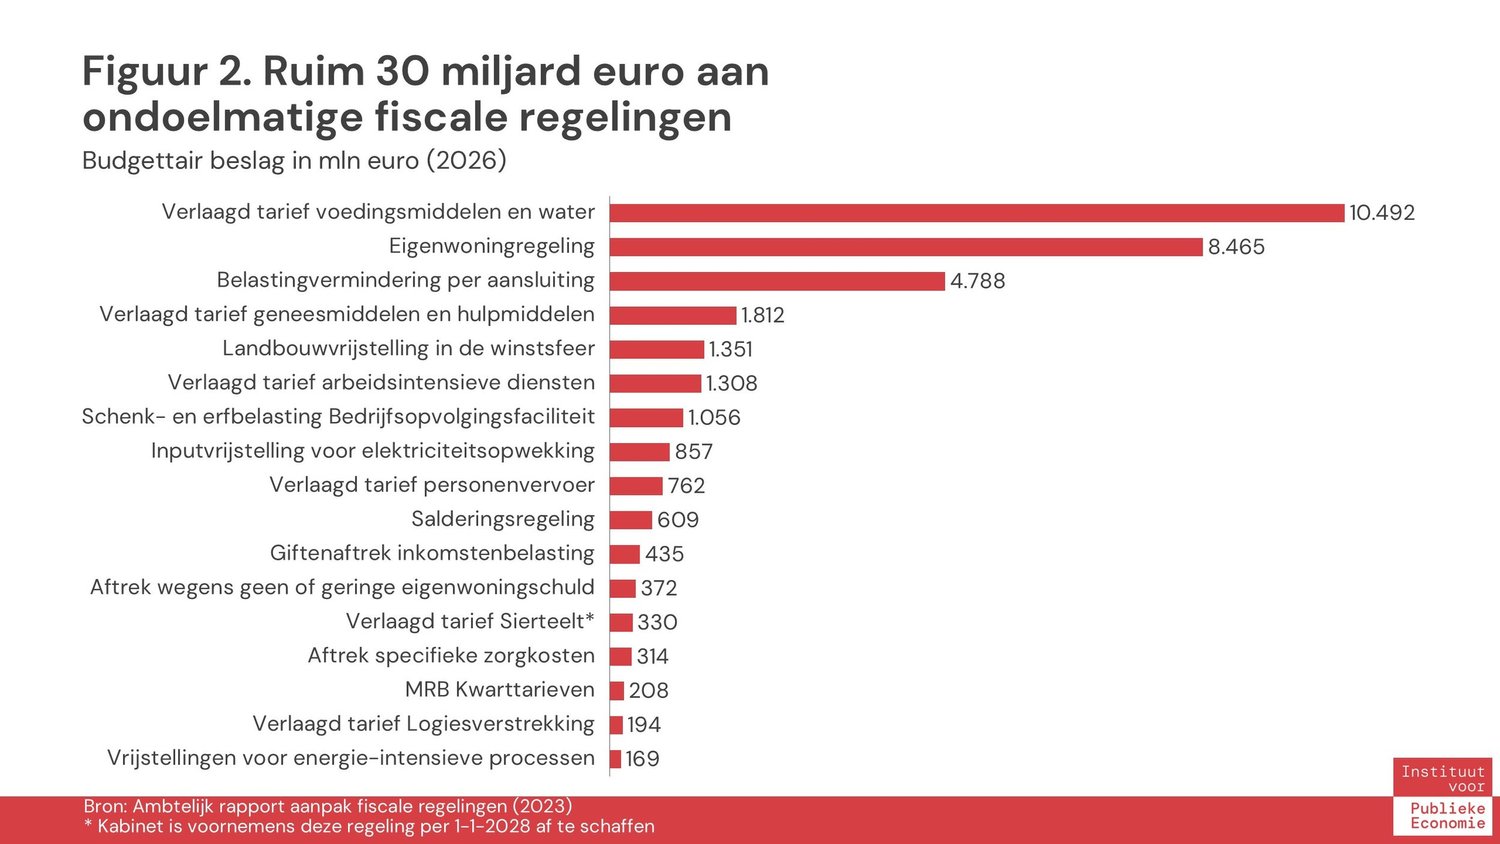 Figuur 2. Ruim 30 miljard euro aan
ondoelmatige fiscale regelingen
Budgettair beslag in mln euro (2026)
Verlaagd tarief voedingsmiddelen en water 10.492
Eigenwoningregeling 8.465
Belastingvermindering per aansluiting 4.788
Verlaagd tarief geneesmiddelen en hulpmiddelen 1.812
Landbouwvrijstelling in de winstsfeer 1.351
Verlaagd tarief arbeidsintensieve diensten 1.308
Schenk- en erfbelasting Bedrijfsopvolgingsfaciliteit 1.056
Inputvrijstelling voor elektriciteitsopwekking 857
Verlaagd tarief personenvervoer 762
Salderingsregeling 609
Giftenaftrek inkomstenbelasting 435
Aftrek wegens geen of geringe eigenwoningschuld 372
Verlaagd tarief Sierteelt* 330
Aftrek specifieke zorgkosten 314
MRB Kwarttarieven 208
Verlaagd tarief Logiesverstrekking 194
Vrijstellingen voor energie-intensieve processen 169
Bron: Ambtelijk rapport aanpak fiscale regelingen (2023)
* Kabinet is voornemens deze regeling per 1-1-2028 af te schaffen
Instituut
voor
Publieke
Economie